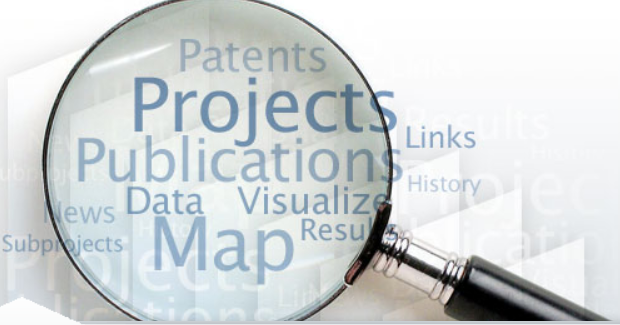 Patents
Projects
Publications
Links
Data Visualize
History
News
Map
Results
Subprojects